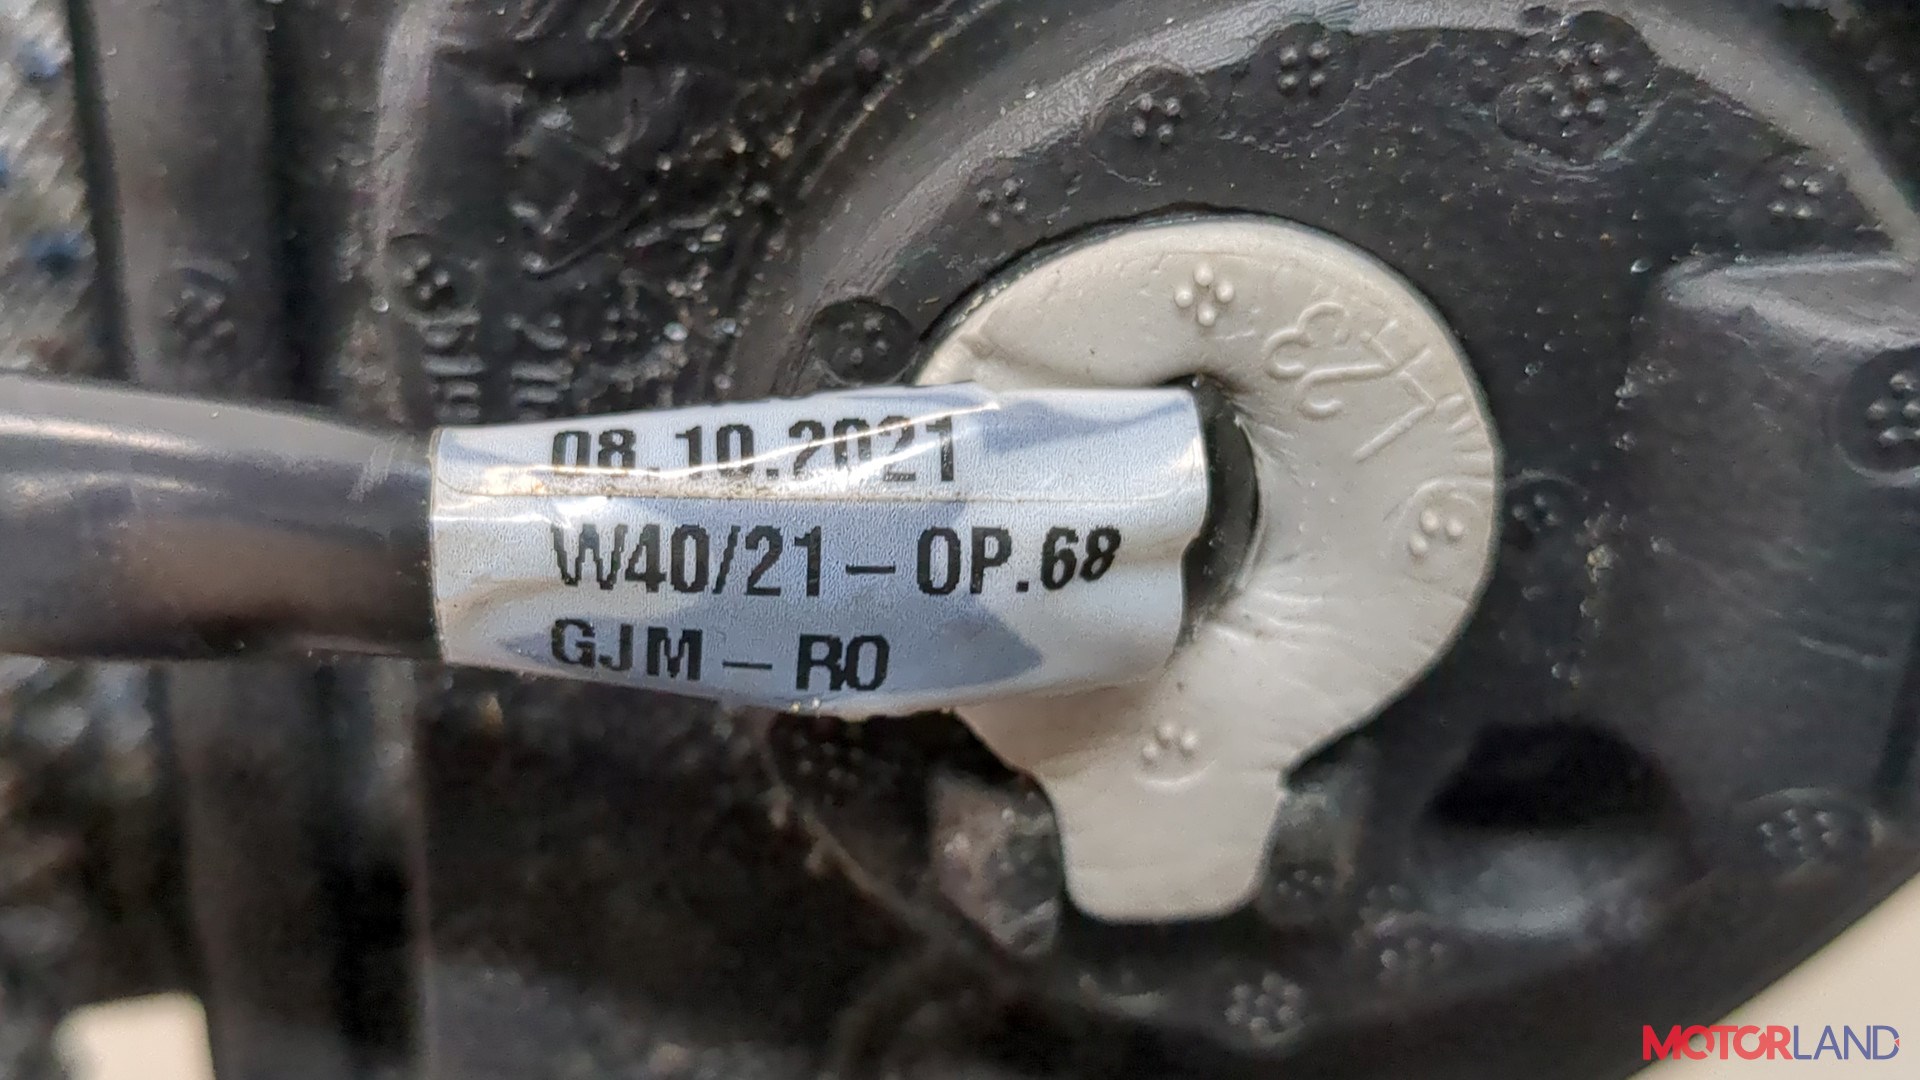 08.10.2021
W40/21-OP.68
GJM-RO
MOTORLAND